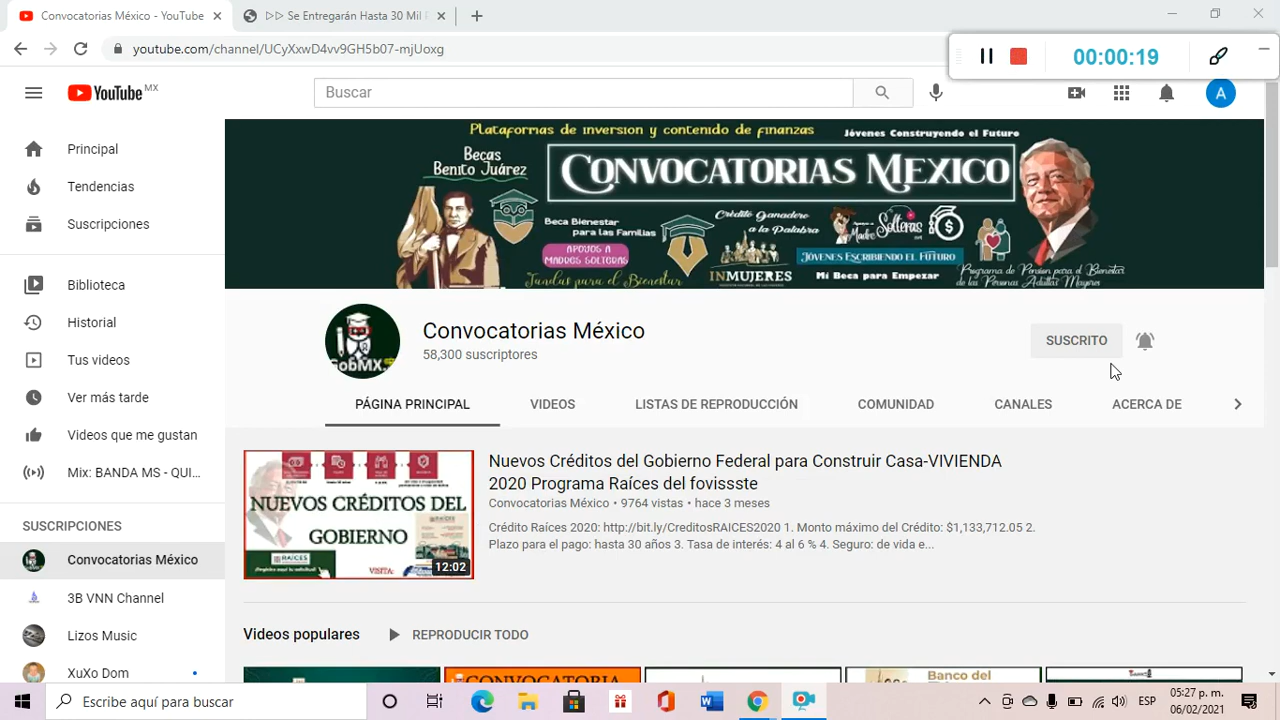 Convocatorias México - YouTube
▷▷ Se Entregarán Hasta 30 Mil P
youtube.com/channel/UCyXxwD4vv9GH5b07-mjUoxg
00:00:19
YouTube MX
Buscar
A
Principal
Tendencias
Suscripciones
Biblioteca
Historial
Tus videos
Ver más tarde
Videos que me gustan
Mix: BANDA MS - QUI...
SUSCRIPCIONES
Convocatorias México
3B VNN Channel
Lizos Music
XuXo Dom
Plataformas de inversion y contenido de finanzas
Jóvenes Construyendo el Futuro
Becas
Benito Juárez
CONVOCATORIAS MEXICO
Beca Bienestar
para las Familias
Crédito Ganadero
a la Palabra
Madres
Solteras
APOYOS A
MADRES SOLTERAS
INMUJERES
JÓVENES ESCRIBIENDO EL FUTURO
Mi Beca para Empezar
Tandas para el Bienestar
Programa de Pension para el Bienestar
de las Personas Adultas Mayores
GobMX
Convocatorias México
58,300 suscriptores
SUSCRITO
PÁGINA PRINCIPAL
VIDEOS
LISTAS DE REPRODUCCIÓN
COMUNIDAD
CANALES
ACERCA DE
NUEVOS CRÉDITOS DEL
GOBIERNO
RAÍCES
VISITA:
12:02
Nuevos Créditos del Gobierno Federal para Construir Casa-VIVIENDA
2020 Programa Raíces del fovissste
Convocatorias México • 9764 vistas • hace 3 meses
Crédito Raíces 2020: http://bit.ly/CreditosRAICES2020 1. Monto máximo del Crédito: $1,133,712.05 2.
Plazo para el pago: hasta 30 años 3. Tasa de interés: 4 al 6 % 4. Seguro: de vida e...
Videos populares
REPRODUCIR TODO
CONVOCATORIA
Banco del
Escribe aquí para buscar
ESP
05:27 p. m.
06/02/2021